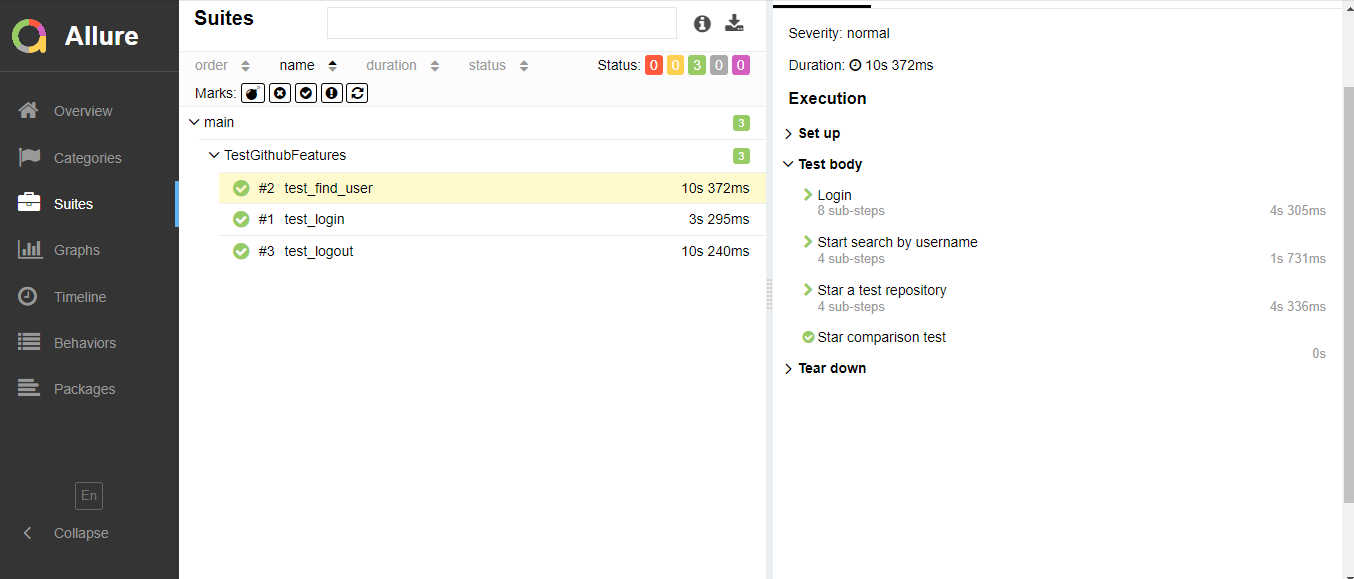 Allure
Overview
Categories
Suites
Graphs
Timeline
Behaviors
Packages
En
Collapse
Suites
order name duration status Status: 0 0 3 0 0
Marks:
main 3
TestGithubFeatures 3
#2 test_find_user 10s 372ms
#1 test_login 3s 295ms
#3 test_logout 10s 240ms
Severity: normal
Duration: 10s 372ms
Execution
Set up
Test body
Login
8 sub-steps 4s 305ms
Start search by username
4 sub-steps 1s 731ms
Star a test repository
4 sub-steps 4s 336ms
Star comparison test
0s
Tear down